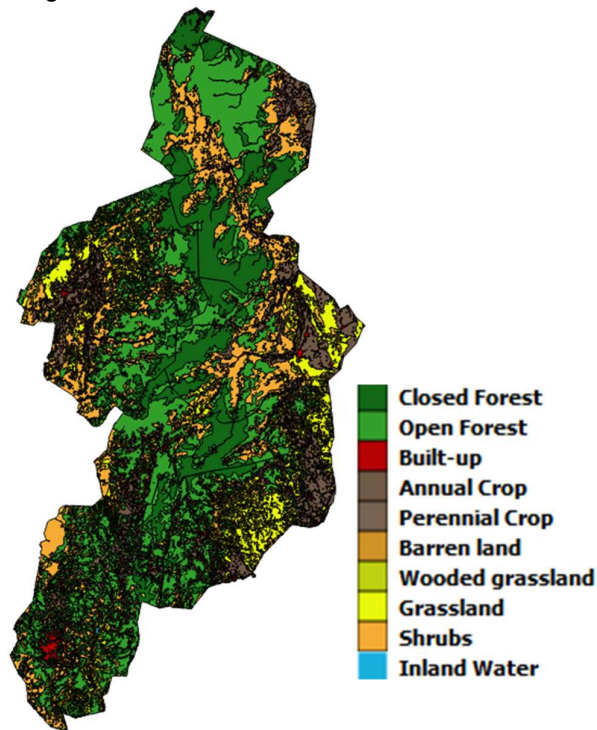 Closed Forest
Open Forest
Built-up
Annual Crop
Perennial Crop
Barren land
Wooded grassland
Grassland
Shrubs
Inland Water